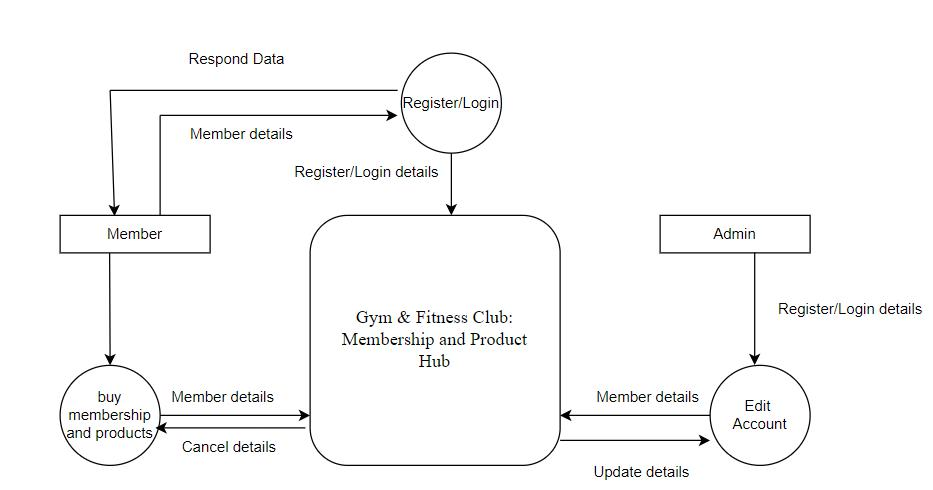 Respond Data
Register/Login
Member details
Register/Login details
Member
Admin
Register/Login details
Gym & Fitness Club:
Membership and Product
Hub
buy
membership
and products
Member details
Cancel details
Member details
Edit
Account
Update details